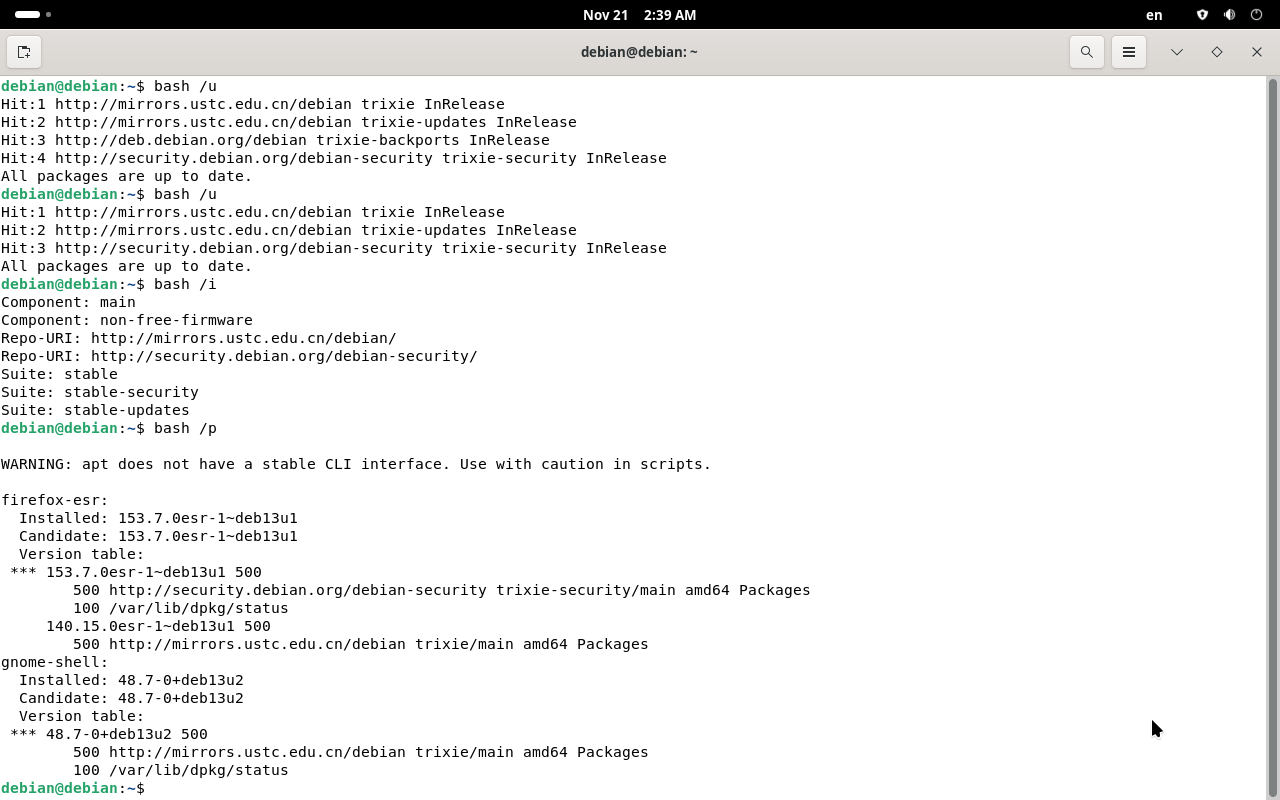 Nov 21 2:39 AM
en
debian@debian: ~
debian@debian:~$ bash /u
Hit:1 http://mirrors.ustc.edu.cn/debian trixie InRelease
Hit:2 http://mirrors.ustc.edu.cn/debian trixie-updates InRelease
Hit:3 http://deb.debian.org/debian trixie-backports InRelease
Hit:4 http://security.debian.org/debian-security trixie-security InRelease
All packages are up to date.
debian@debian:~$ bash /u
Hit:1 http://mirrors.ustc.edu.cn/debian trixie InRelease
Hit:2 http://mirrors.ustc.edu.cn/debian trixie-updates InRelease
Hit:3 http://security.debian.org/debian-security trixie-security InRelease
All packages are up to date.
debian@debian:~$ bash /i
Component: main
Component: non-free-firmware
Repo-URI: http://mirrors.ustc.edu.cn/debian/
Repo-URI: http://security.debian.org/debian-security/
Suite: stable
Suite: stable-security
Suite: stable-updates
debian@debian:~$ bash /p

WARNING: apt does not have a stable CLI interface. Use with caution in scripts.

firefox-esr:
  Installed: 153.7.0esr-1~deb13u1
  Candidate: 153.7.0esr-1~deb13u1
  Version table:
 *** 153.7.0esr-1~deb13u1 500
        500 http://security.debian.org/debian-security trixie-security/main amd64 Packages
        100 /var/lib/dpkg/status
     140.15.0esr-1~deb13u1 500
        500 http://mirrors.ustc.edu.cn/debian trixie/main amd64 Packages
gnome-shell:
  Installed: 48.7-0+deb13u2
  Candidate: 48.7-0+deb13u2
  Version table:
 *** 48.7-0+deb13u2 500
        500 http://mirrors.ustc.edu.cn/debian trixie/main amd64 Packages
        100 /var/lib/dpkg/status
debian@debian:~$